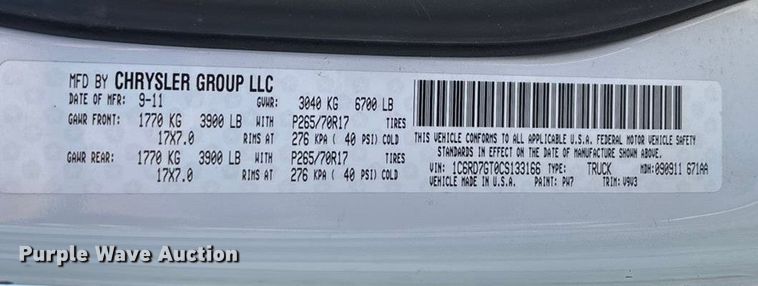 MFD BY CHRYSLER GROUP LLC
DATE OF MFR: 9-11 GVWR: 3040 KG 6700 LB
GAWR FRONT: 1770 KG 3900 LB WITH P265/70R17 TIRES
17X7.0 RIMS AT 276 KPA ( 40 PSI) COLD
GAWR REAR: 1770 KG 3900 LB WITH P265/70R17 TIRES
17X7.0 RIMS AT 276 KPA ( 40 PSI) COLD
THIS VEHICLE CONFORMS TO ALL APPLICABLE U.S.A. FEDERAL MOTOR VEHICLE SAFETY
STANDARDS IN EFFECT ON THE DATE OF MANUFACTURE SHOWN ABOVE.
VIN: 1C6RD7GT0CS133166 TYPE: TRUCK MDH:090911 671AA
VEHICLE MADE IN U.S.A. PAINT: PW7 TRIM: V9V3
Purple Wave Auction